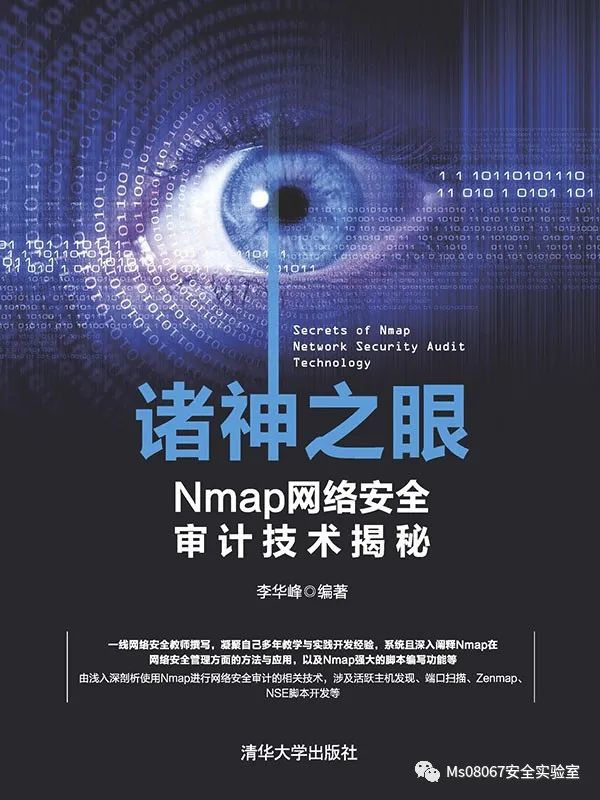 1 1 10110101110
11 010 1 0101 101
Secrets of Nmap
Network Security Audit
Technology
诸神之眼
Nmap网络安全
审计技术揭秘
李华峰◎编著
一线网络安全教师撰写，凝聚自己多年教学与实践开发经验，系统且深入阐释Nmap在
网络安全管理方面的方法与应用，以及Nmap强大的脚本编写功能等
由浅入深剖析使用Nmap进行网络安全审计的相关技术，涉及活跃主机发现、端口扫描、Zenmap、
NSE脚本开发等
清华大学出版社
Ms08067安全实验室